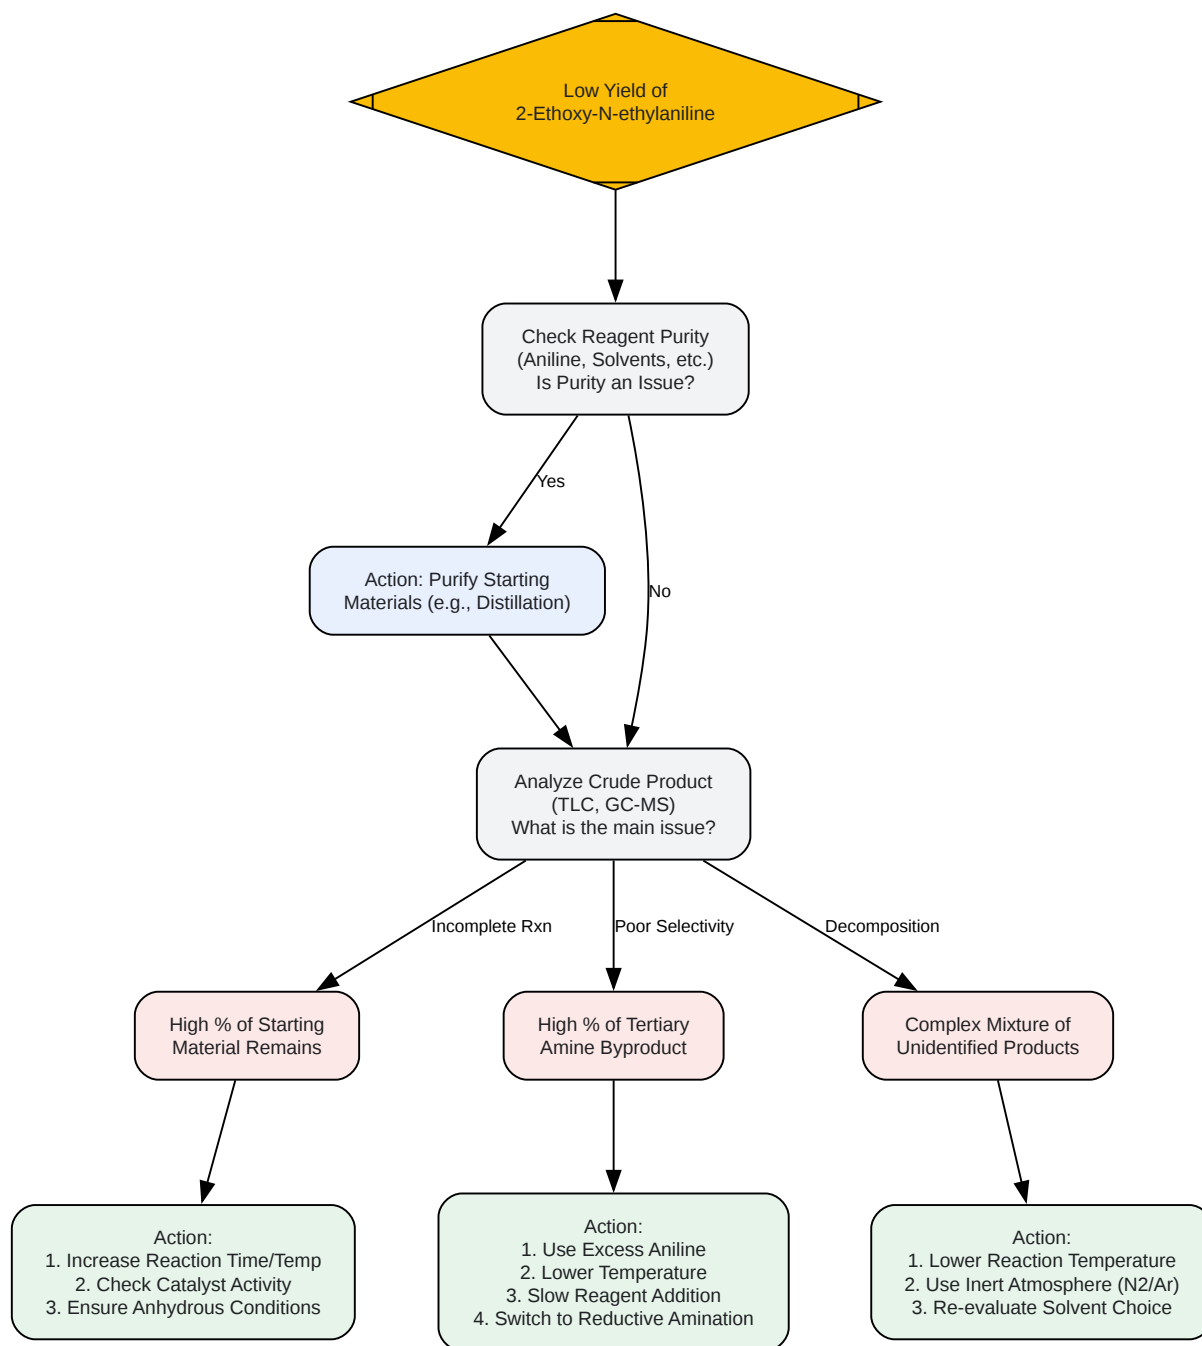 Low Yield of
2-Ethoxy-N-ethylaniline
Check Reagent Purity
(Aniline, Solvents, etc.)
Is Purity an Issue?
Yes
No
Action: Purify Starting
Materials (e.g., Distillation)
Analyze Crude Product
(TLC, GC-MS)
What is the main issue?
Incomplete Rxn
Poor Selectivity
Decomposition
High % of Starting
Material Remains
High % of Tertiary
Amine Byproduct
Complex Mixture of
Unidentified Products
Action:
1. Increase Reaction Time/Temp
2. Check Catalyst Activity
3. Ensure Anhydrous Conditions
Action:
1. Use Excess Aniline
2. Lower Temperature
3. Slow Reagent Addition
4. Switch to Reductive Amination
Action:
1. Lower Reaction Temperature
2. Use Inert Atmosphere (N2/Ar)
3. Re-evaluate Solvent Choice